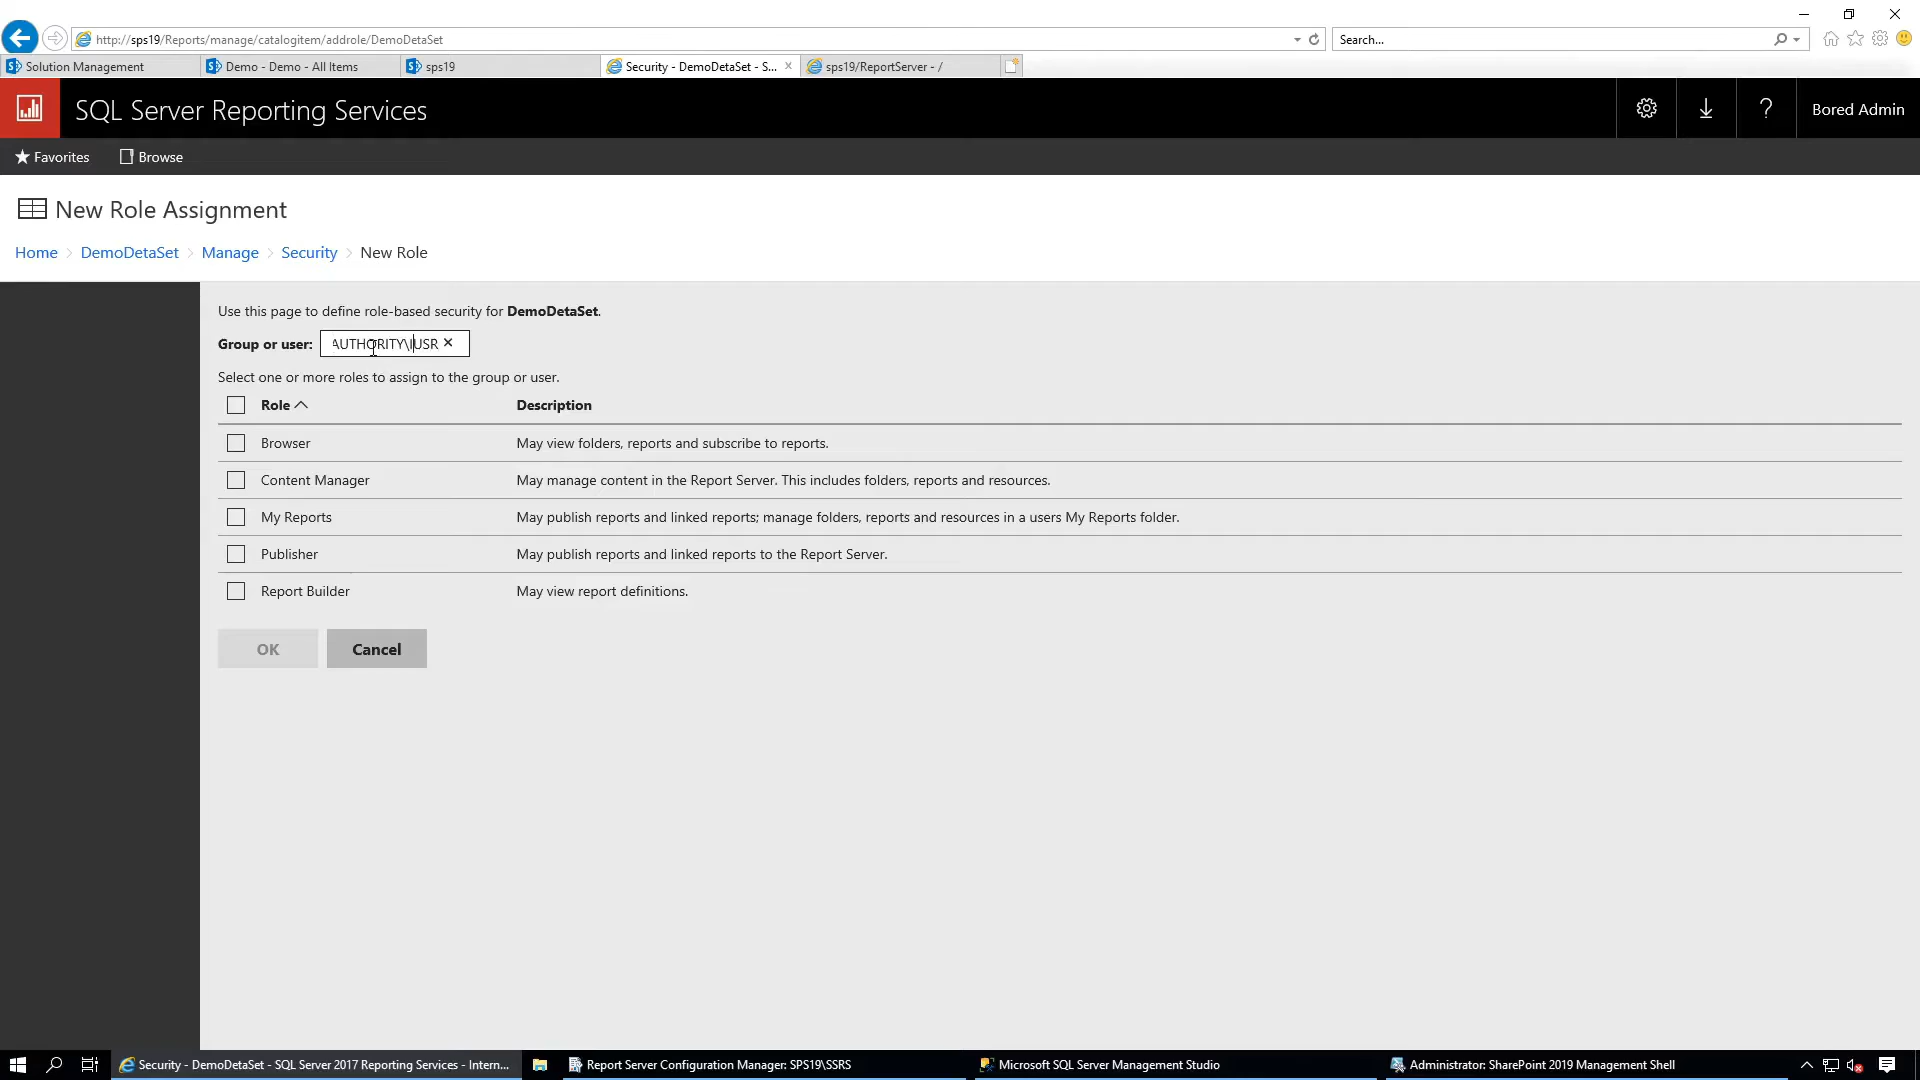 http://sps19/Reports/manage/catalogitem/addrole/DemoDetaSet
Search...
Solution Management
Demo - Demo - All Items
sps19
Security - DemoDetaSet - S...
sps19/ReportServer - /
SQL Server Reporting Services
?
Bored Admin
Favorites
Browse
New Role Assignment
Home > DemoDetaSet > Manage > Security > New Role
Use this page to define role-based security for DemoDetaSet.
Group or user: AUTHORITY\IUSR
Select one or more roles to assign to the group or user.
Role Description
Browser May view folders, reports and subscribe to reports.
Content Manager May manage content in the Report Server. This includes folders, reports and resources.
My Reports May publish reports and linked reports; manage folders, reports and resources in a users My Reports folder.
Publisher May publish reports and linked reports to the Report Server.
Report Builder May view report definitions.
OK Cancel
Security - DemoDetaSet - SQL Server 2017 Reporting Services - Intern...
Report Server Configuration Manager: SPS19\SSRS
Microsoft SQL Server Management Studio
Administrator: SharePoint 2019 Management Shell